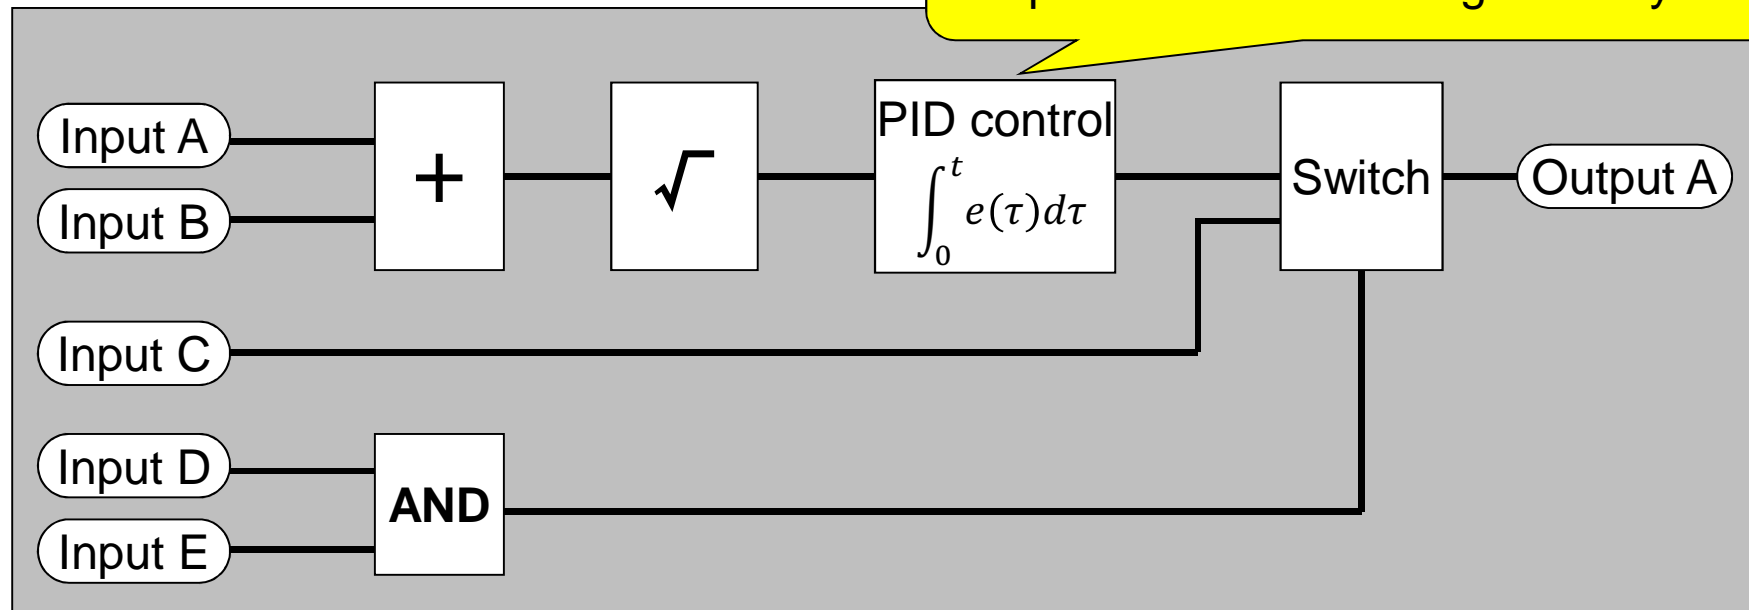 Input A
Input B
+
√
PID control
∫₀ᵗ e(τ)dτ
Switch
Output A
Input C
Input D
Input E
AND